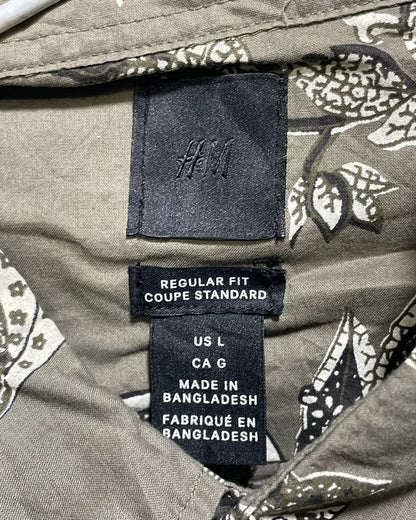 H&M
REGULAR FIT
COUPE STANDARD
US L
CA G
MADE IN
BANGLADESH
FABRIQUÉ EN
BANGLADESH